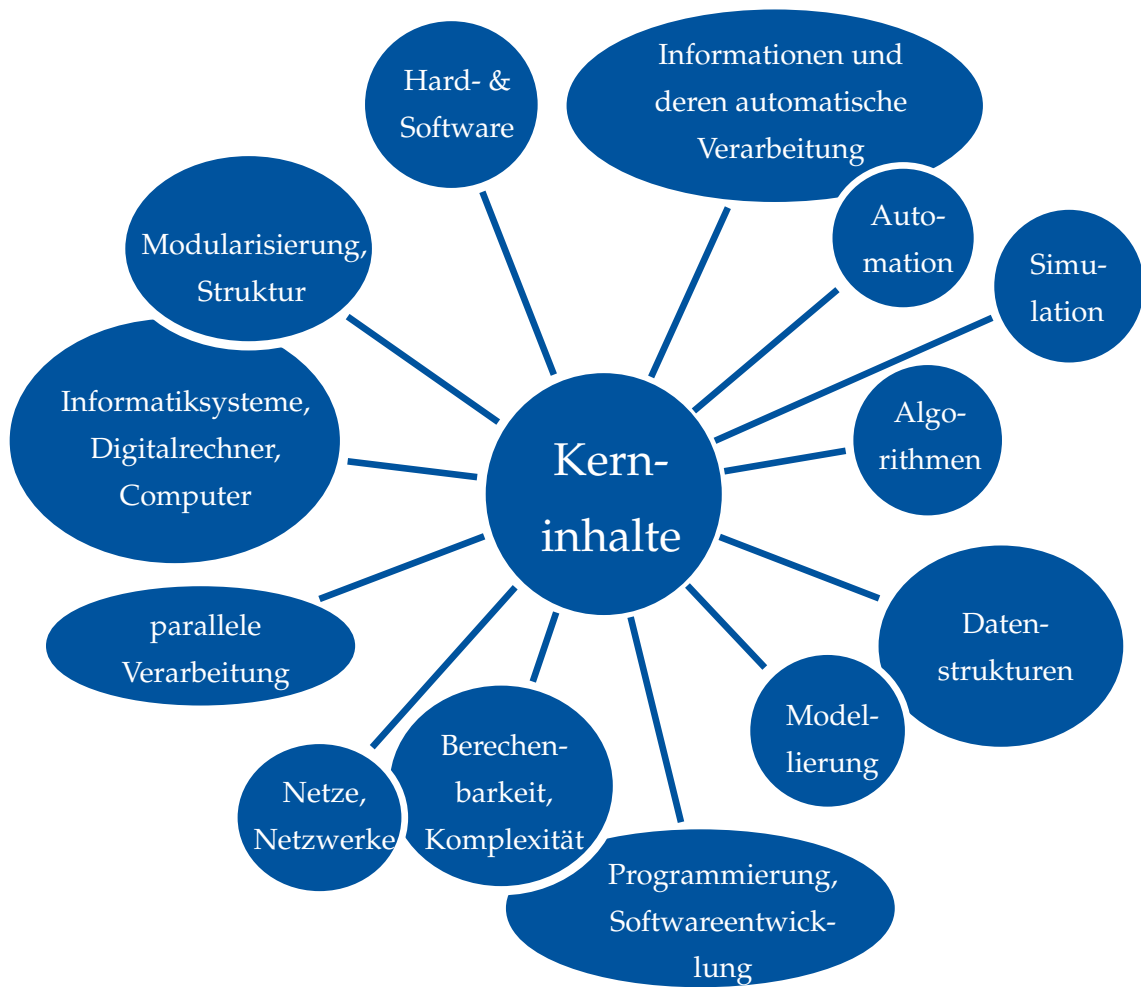 Informationen und
deren automatische
Verarbeitung
Hard- &
Software
Auto-
mation
Simu-
lation
Modularisierung,
Struktur
Informatiksysteme,
Digitalrechner,
Computer
Algo-
rithmen
Kern-
inhalte
parallele
Verarbeitung
Daten-
strukturen
Model-
lierung
Berechen-
barkeit,
Komplexität
Netze,
Netzwerke
Programmierung,
Softwareentwick-
lung